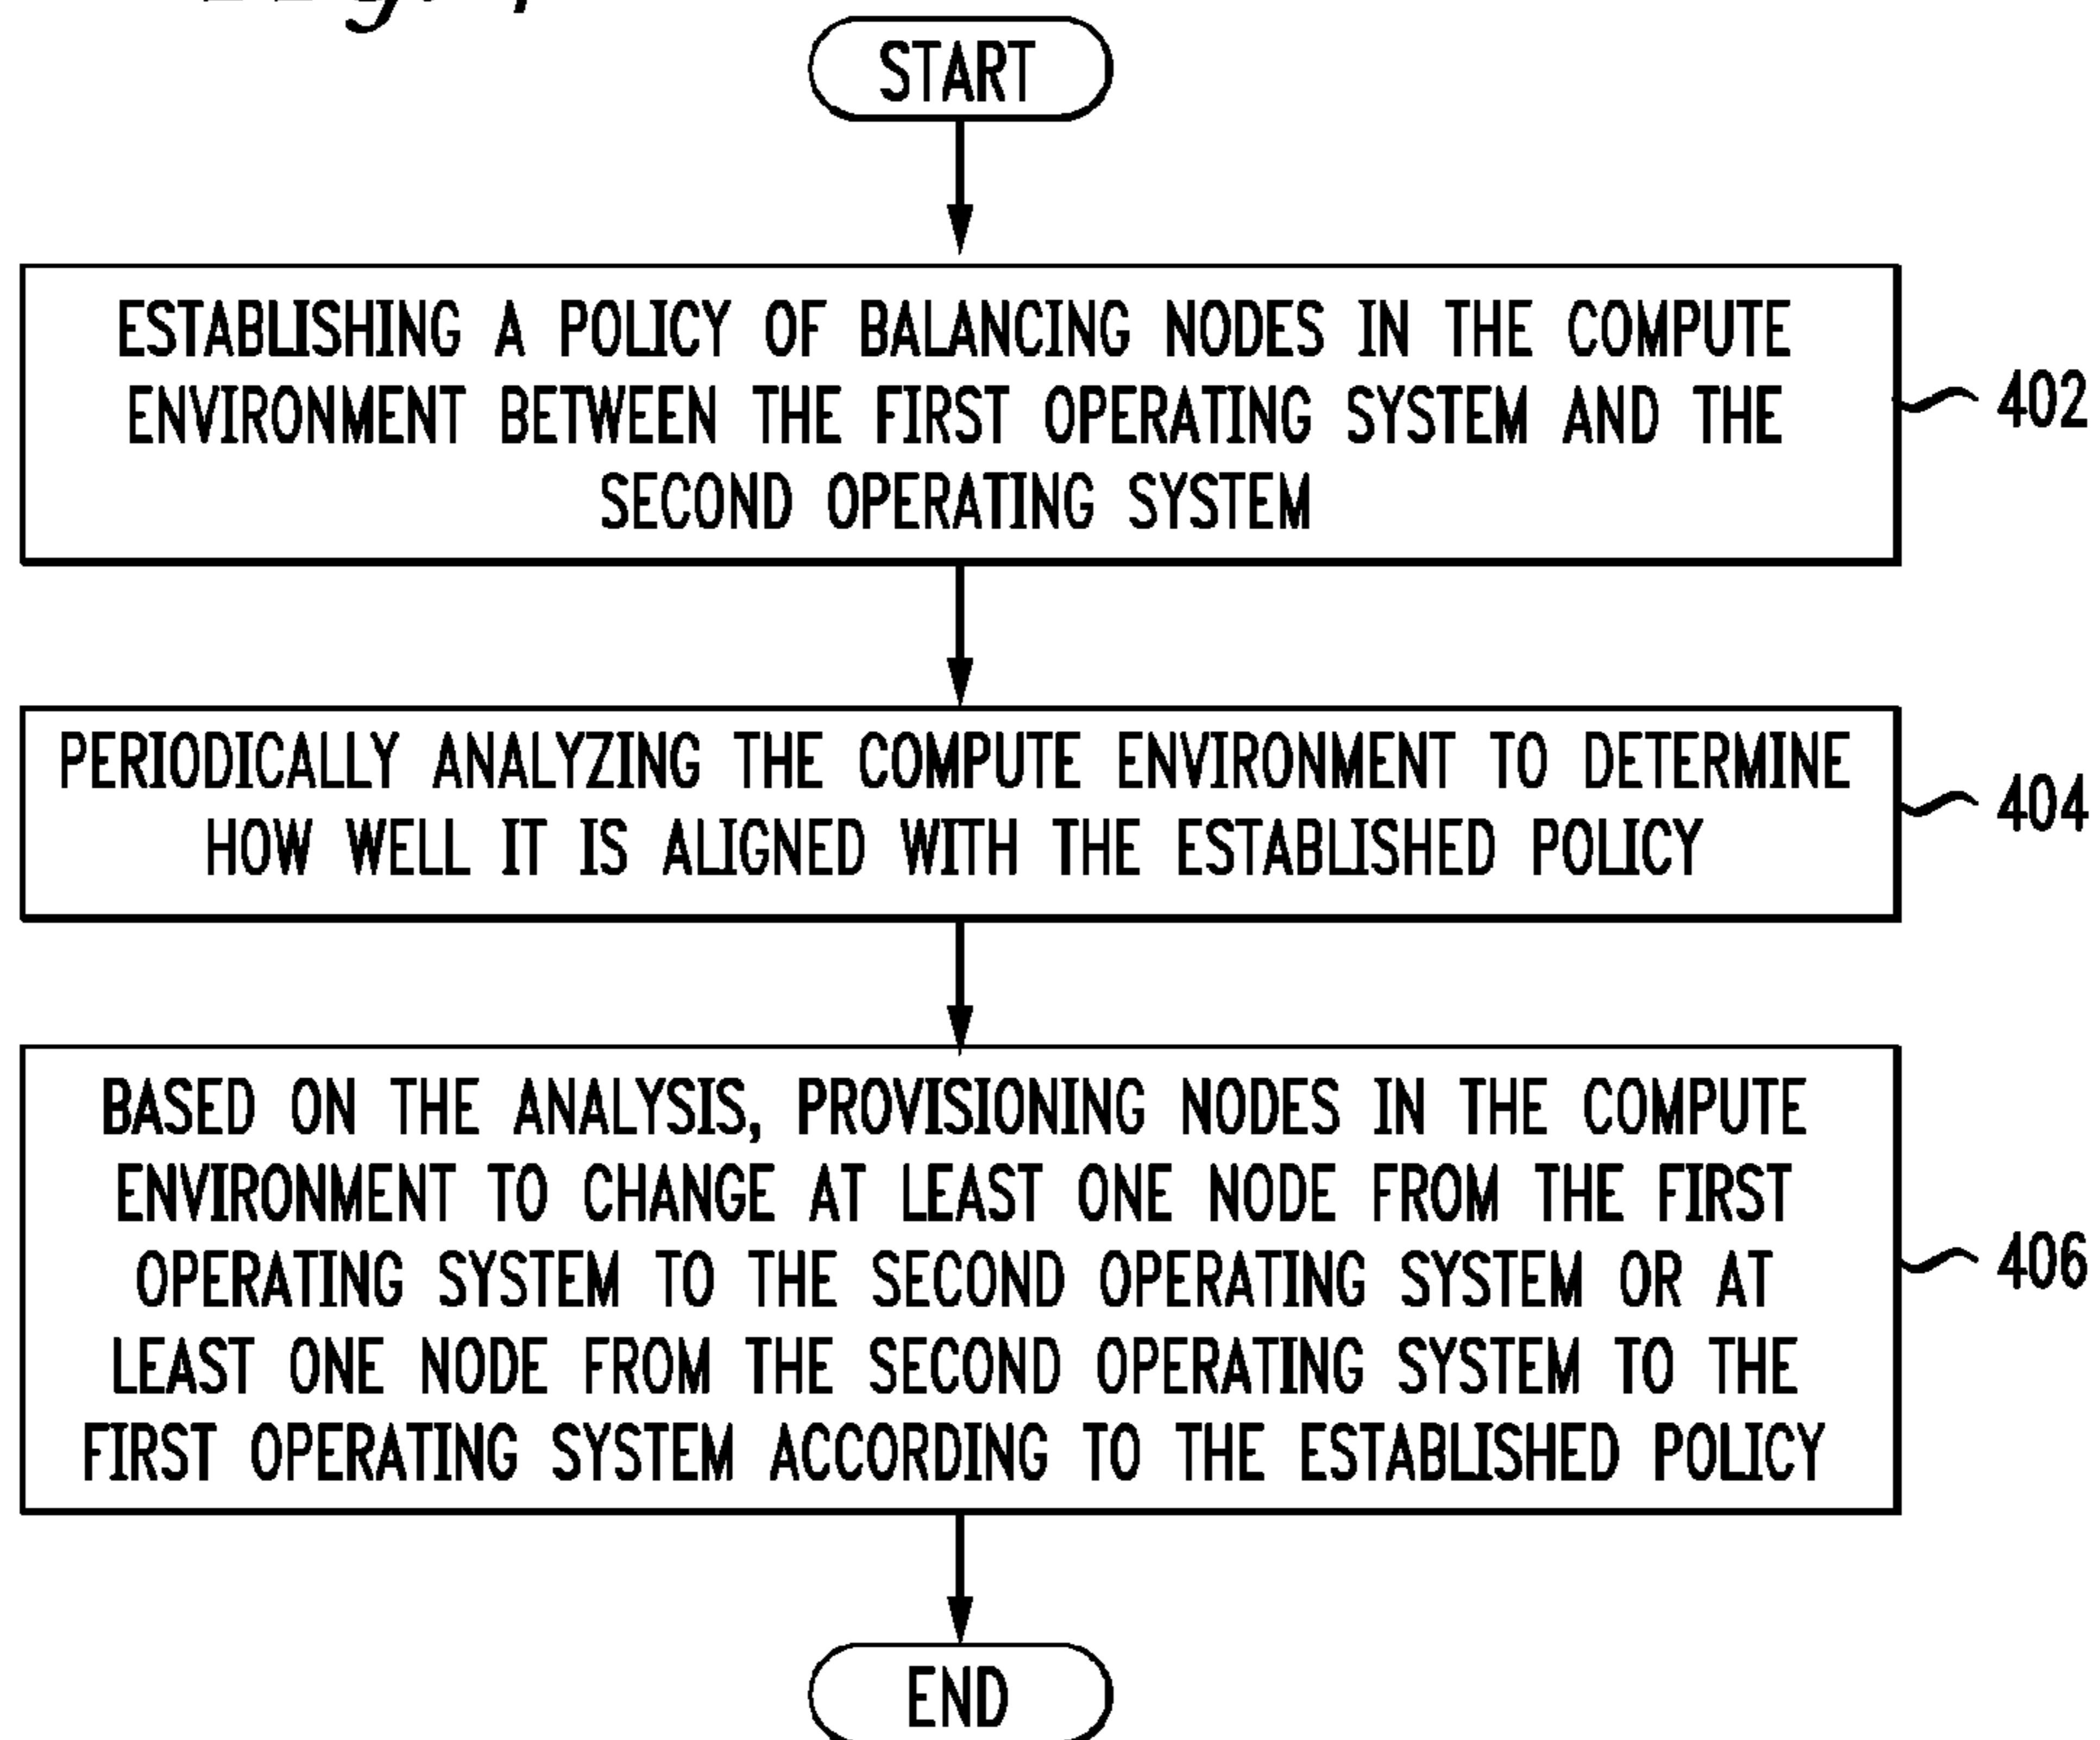 START
ESTABLISHING A POLICY OF BALANCING NODES IN THE COMPUTE
ENVIRONMENT BETWEEN THE FIRST OPERATING SYSTEM AND THE
SECOND OPERATING SYSTEM
402
PERIODICALLY ANALYZING THE COMPUTE ENVIRONMENT TO DETERMINE
HOW WELL IT IS ALIGNED WITH THE ESTABLISHED POLICY
404
BASED ON THE ANALYSIS, PROVISIONING NODES IN THE COMPUTE
ENVIRONMENT TO CHANGE AT LEAST ONE NODE FROM THE FIRST
OPERATING SYSTEM TO THE SECOND OPERATING SYSTEM OR AT
LEAST ONE NODE FROM THE SECOND OPERATING SYSTEM TO THE
FIRST OPERATING SYSTEM ACCORDING TO THE ESTABLISHED POLICY
406
END